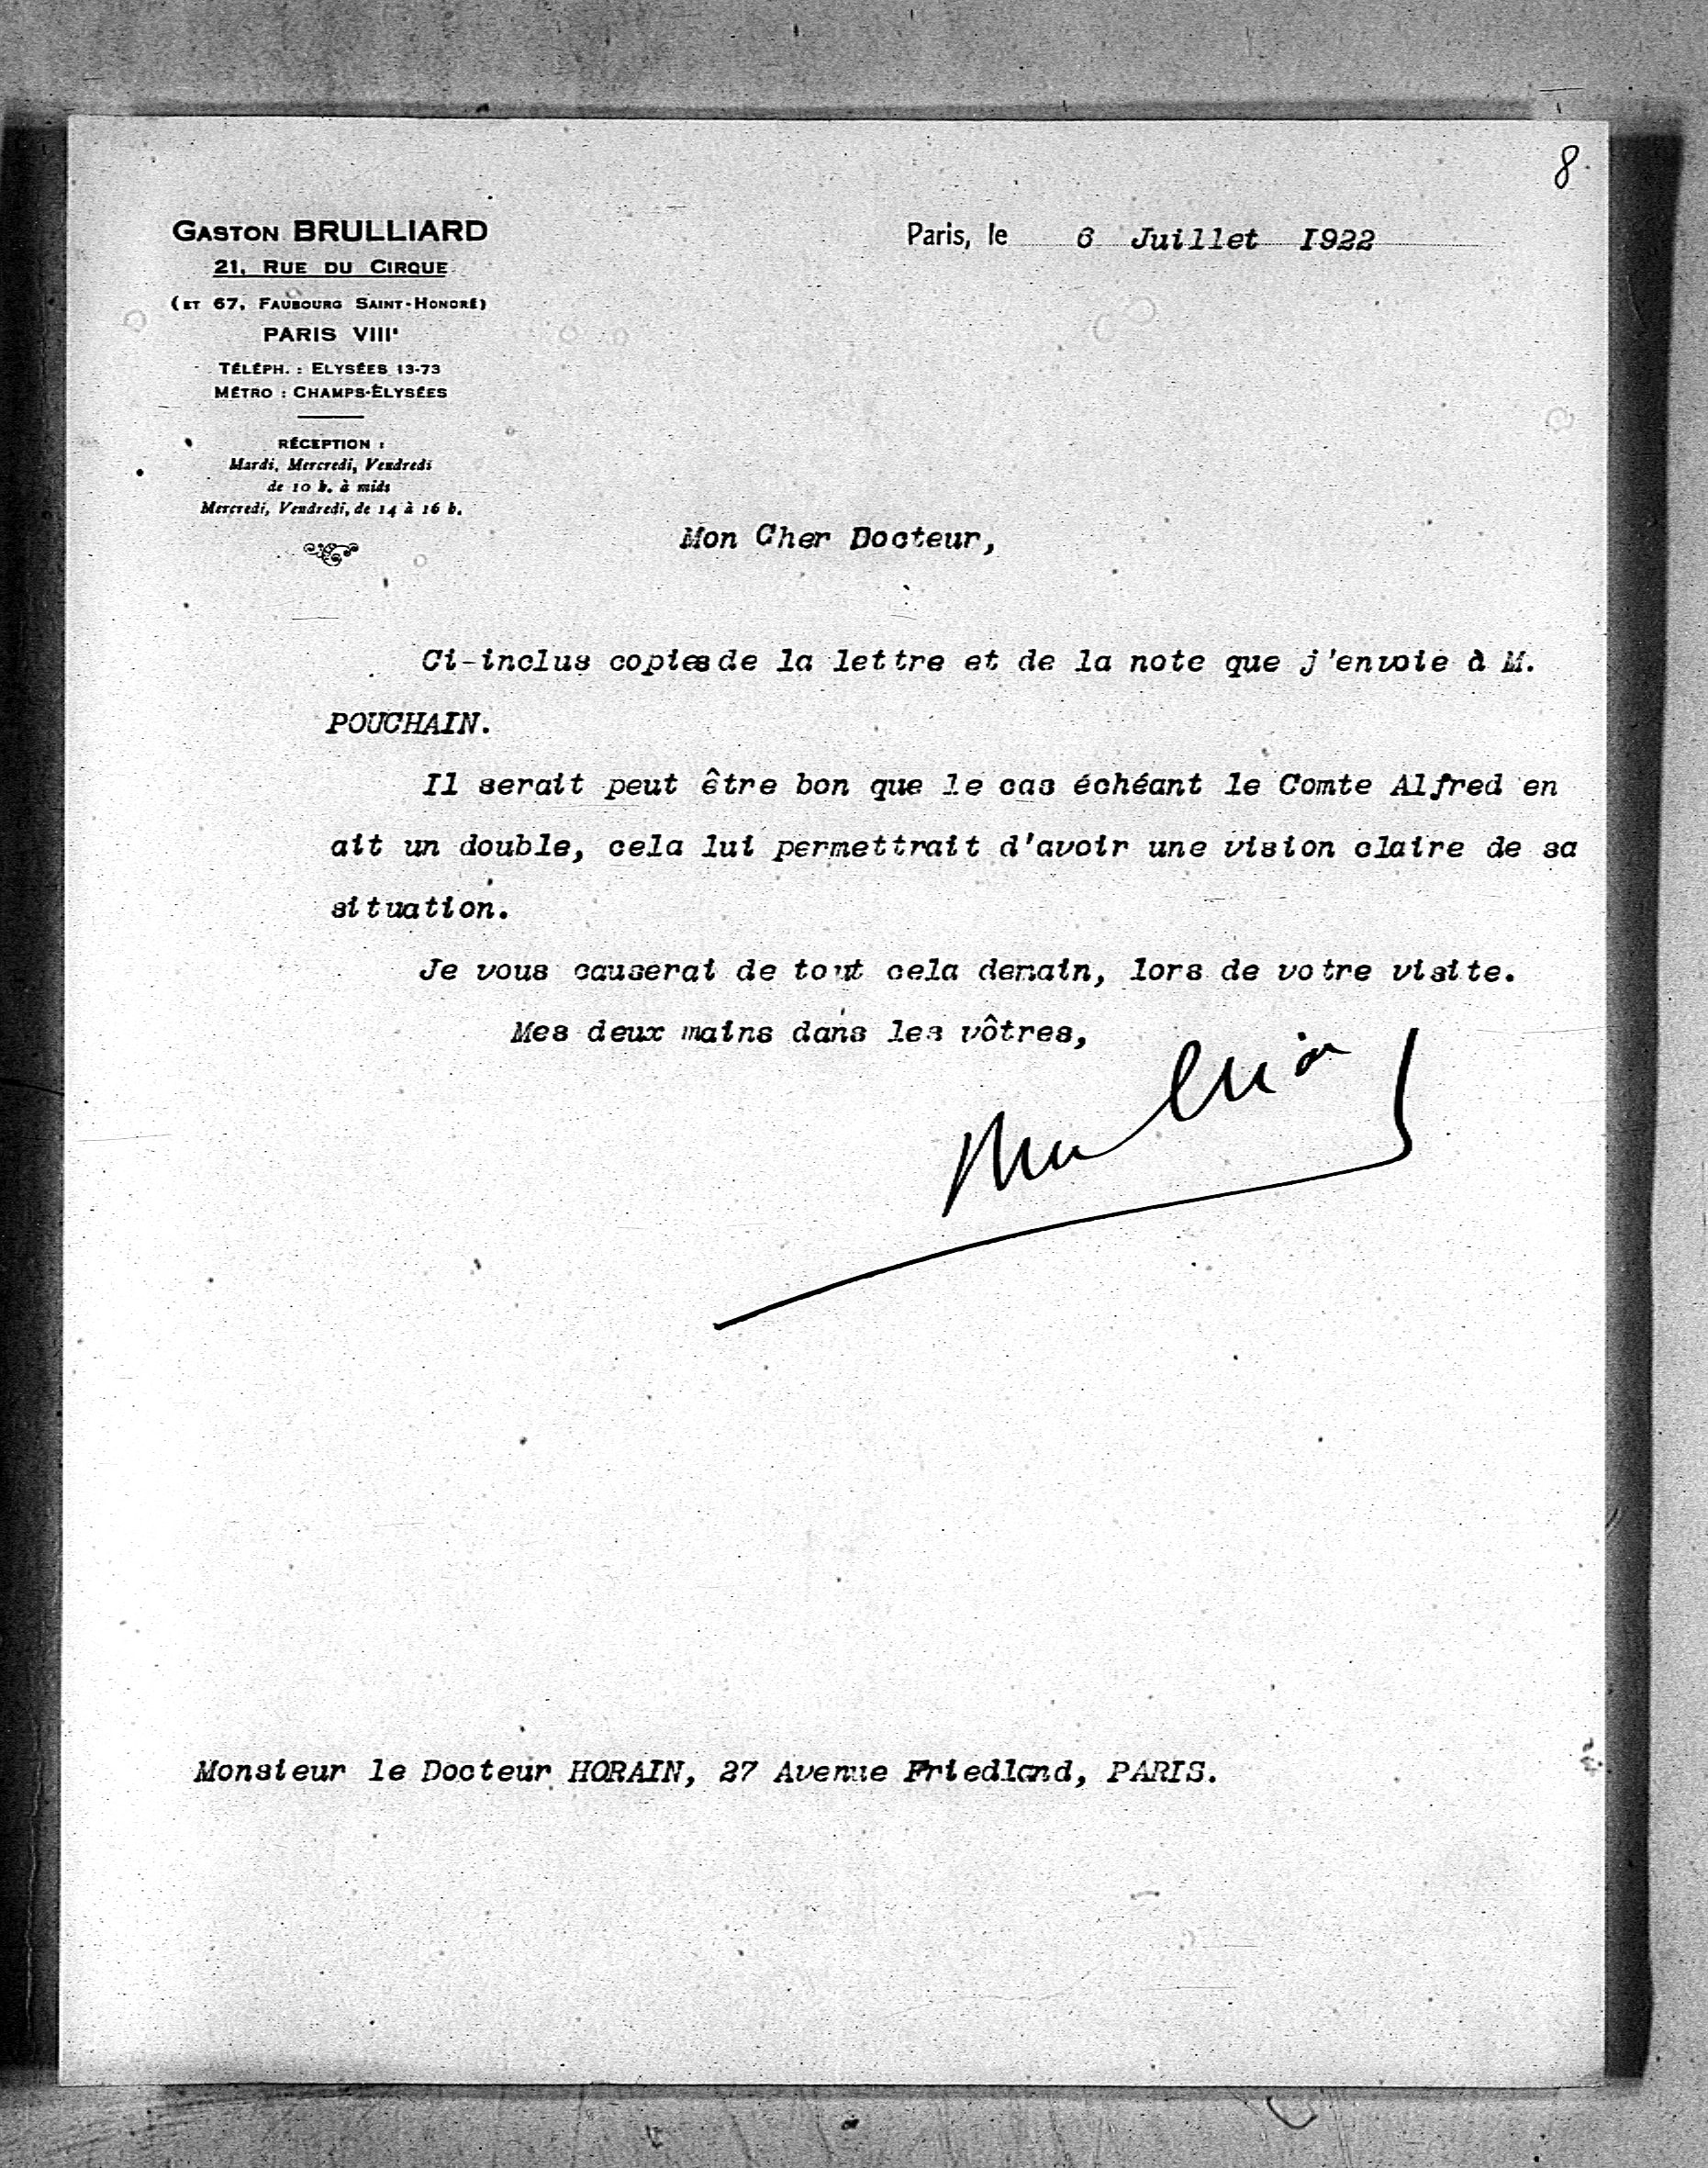 8
GASTON BRULLIARD
21, RUE DU CIRQUE
(ET 67, FAUBOURG SAINT-HONORÉ)
PARIS VIIIe
TÉLÉPH. : ELYSÉES 13-73
MÉTRO : CHAMPS-ÉLYSÉES
RÉCEPTION :
Mardi, Mercredi, Vendredi
de 10 h. à midi
Mercredi, Vendredi, de 14 à 16 h.
Paris, le 6 Juillet I922
Mon Cher Docteur,
Ci-inclus copies de la lettre et de la note que j'envoie à M.
POUCHAIN.
Il serait peut être bon que le cas échéant le Comte Alfred en
ait un double, cela lui permettrait d'avoir une vision claire de sa
situation.
Je vous causerai de tout cela demain, lors de votre visite.
Mes deux mains dans les vôtres,
Monsieur le Docteur HORAIN, 27 Avenue Friedland, PARIS.